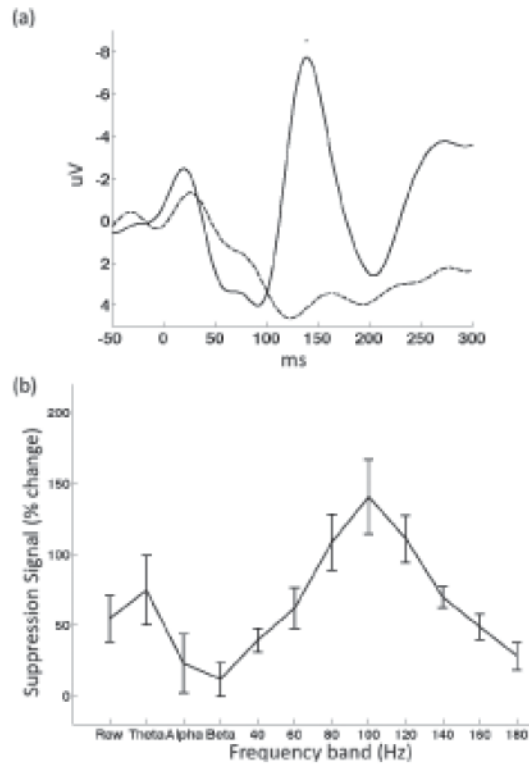 (a)
-8
-6
-4
-2
0
2
4
uV
-50 0 50 100 150 200 250 300
ms
(b)
200
150
100
50
0
Suppression Signal (% change)
Raw Theta Alpha Beta 40 60 80 100 120 140 160 180
Frequency band (Hz)